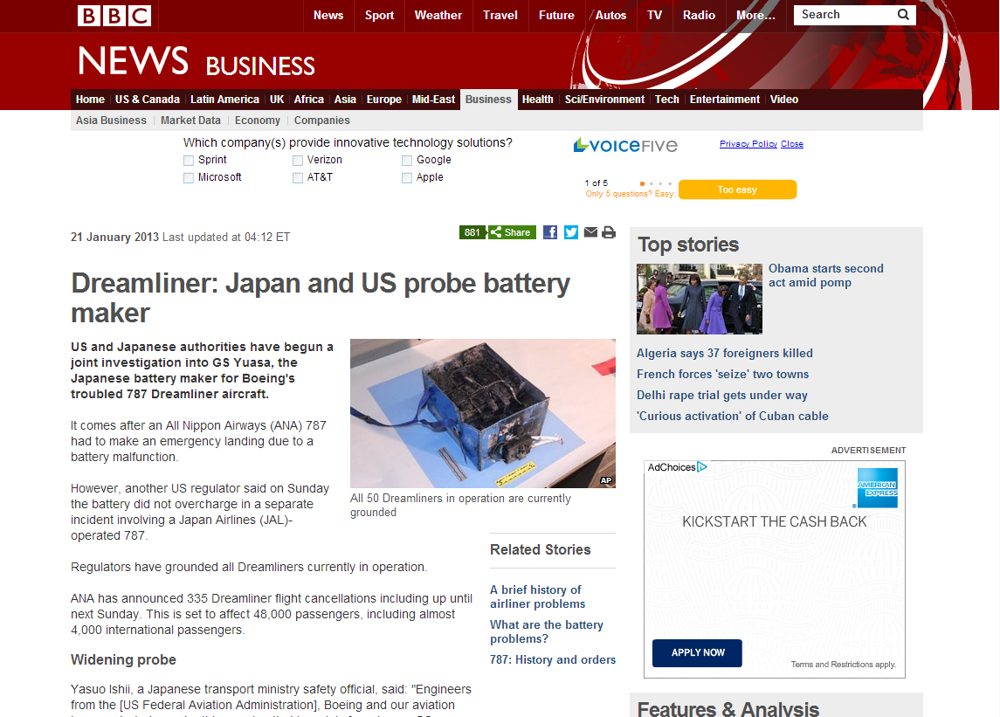 BBC
News Sport Weather Travel Future Autos TV Radio More... Search
NEWS BUSINESS
Home US & Canada Latin America UK Africa Asia Europe Mid-East Business Health Sci/Environment Tech Entertainment Video
Asia Business Market Data Economy Companies
Which company(s) provide innovative technology solutions?
Sprint Verizon Google
Microsoft AT&T Apple
VOICEFIVE
Privacy Policy Close
1 of 5
Only 5 questions? Easy.
Too easy
21 January 2013 Last updated at 04:12 ET
881 Share
Dreamliner: Japan and US probe battery
maker
US and Japanese authorities have begun a
joint investigation into GS Yuasa, the
Japanese battery maker for Boeing's
troubled 787 Dreamliner aircraft.
It comes after an All Nippon Airways (ANA) 787
had to make an emergency landing due to a
battery malfunction.
However, another US regulator said on Sunday
the battery did not overcharge in a separate
incident involving a Japan Airlines (JAL)-
operated 787.
Regulators have grounded all Dreamliners currently in operation.
ANA has announced 335 Dreamliner flight cancellations including up until
next Sunday. This is set to affect 48,000 passengers, including almost
4,000 international passengers.
Widening probe
Yasuo Ishii, a Japanese transport ministry safety official, said: "Engineers
from the [US Federal Aviation Administration], Boeing and our aviation
AP
All 50 Dreamliners in operation are currently
grounded
Related Stories
A brief history of
airliner problems
What are the battery
problems?
787: History and orders
Top stories
Obama starts second
act amid pomp
Algeria says 37 foreigners killed
French forces 'seize' two towns
Delhi rape trial gets under way
'Curious activation' of Cuban cable
ADVERTISEMENT
AdChoices
AMERICAN
EXPRESS
KICKSTART THE CASH BACK
APPLY NOW
Terms and Restrictions apply.
Features & Analysis